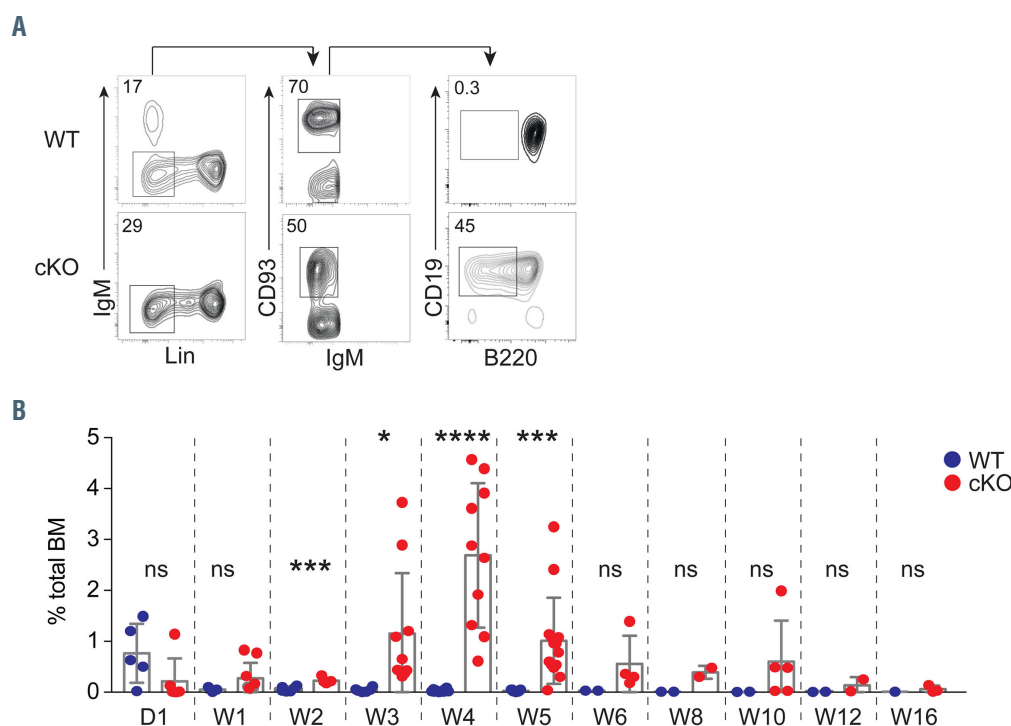 A
17
70
0.3
WT
29
50
45
cKO
IgM
CD93
CD19
Lin
IgM
B220
B
5
4
3
2
1
0
% total BM
ns
ns
***
*
****
***
ns
ns
ns
ns
ns
WT
cKO
D1 W1 W2 W3 W4 W5 W6 W8 W10 W12 W16